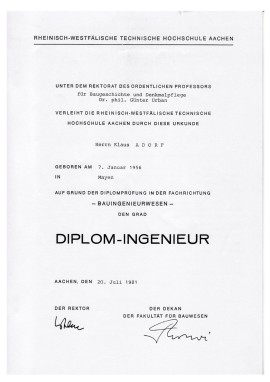 RHEINISCH-WESTFÄLISCHE TECHNISCHE HOCHSCHULE AACHEN
UNTER DEM REKTORAT DES ORDENTLICHEN PROFESSORS
für Baugeschichte und Denkmalpflege
Dr. phil. Günter Urban
VERLEIHT DIE RHEINISCH-WESTFÄLISCHE TECHNISCHE
HOCHSCHULE AACHEN DURCH DIESE URKUNDE
Herrn Klaus A D O R F
GEBOREN AM 7. Januar 1956
IN Mayen
AUF GRUND DER DIPLOMPRÜFUNG IN DER FACHRICHTUNG
– BAUINGENIEURWESEN –
DEN GRAD
DIPLOM-INGENIEUR
AACHEN, DEN 20. Juli 1981
DER REKTOR
DER DEKAN
DER FAKULTÄT FÜR BAUWESEN